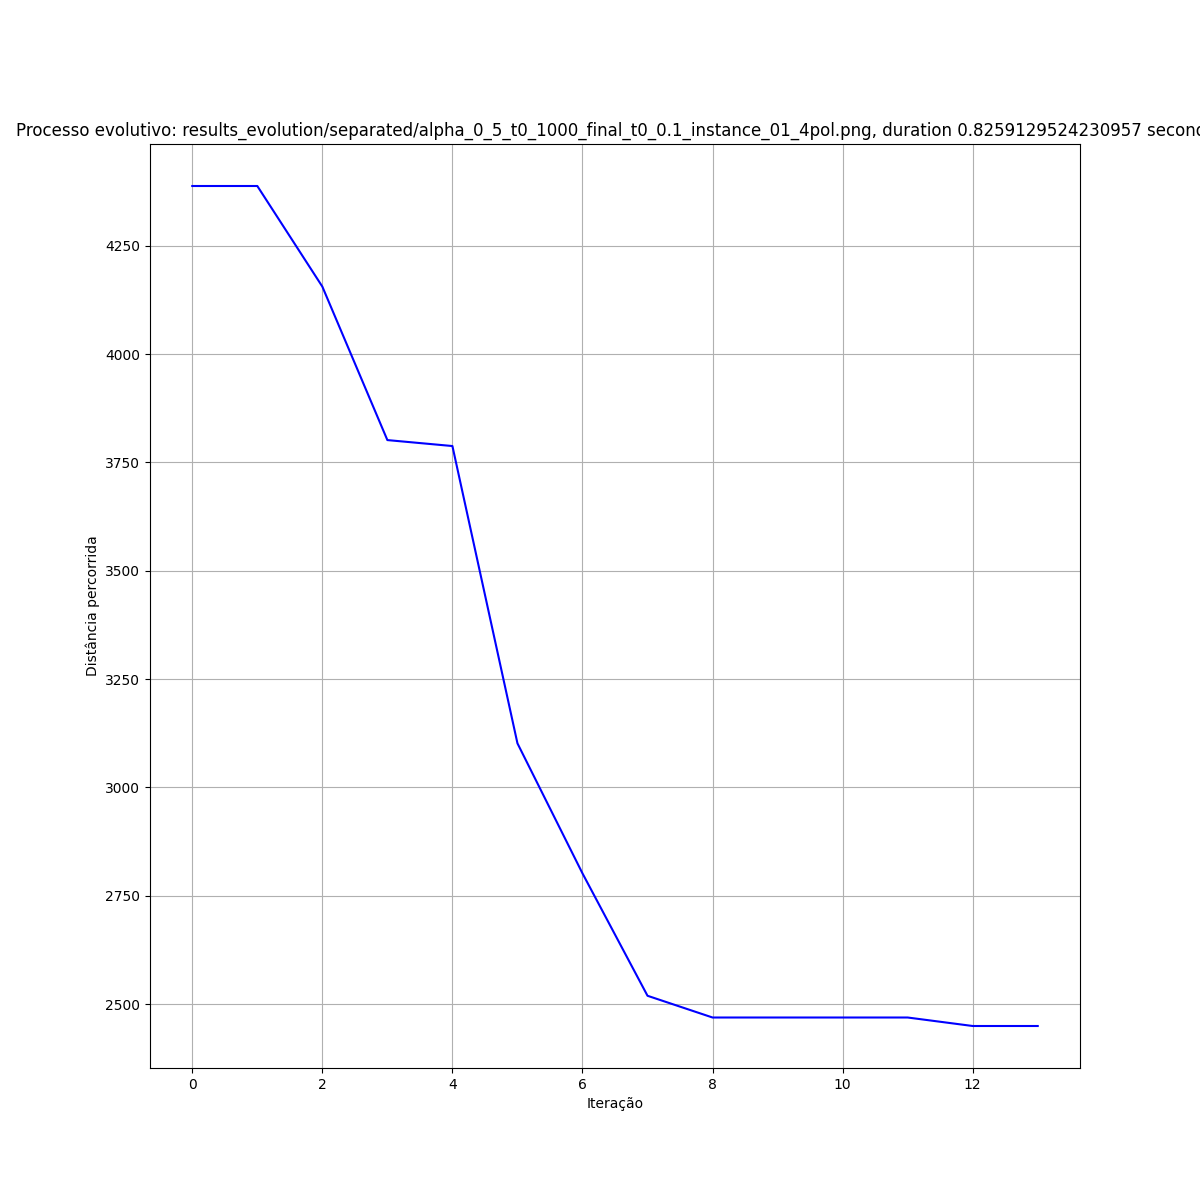 Processo evolutivo: results_evolution/separated/alpha_0_5_t0_1000_final_t0_0.1_instance_01_4pol.png, duration 0.8259129524230957 secon
Distância percorrida
4250
4000
3750
3500
3250
3000
2750
2500
0 2 4 6 8 10 12
Iteração